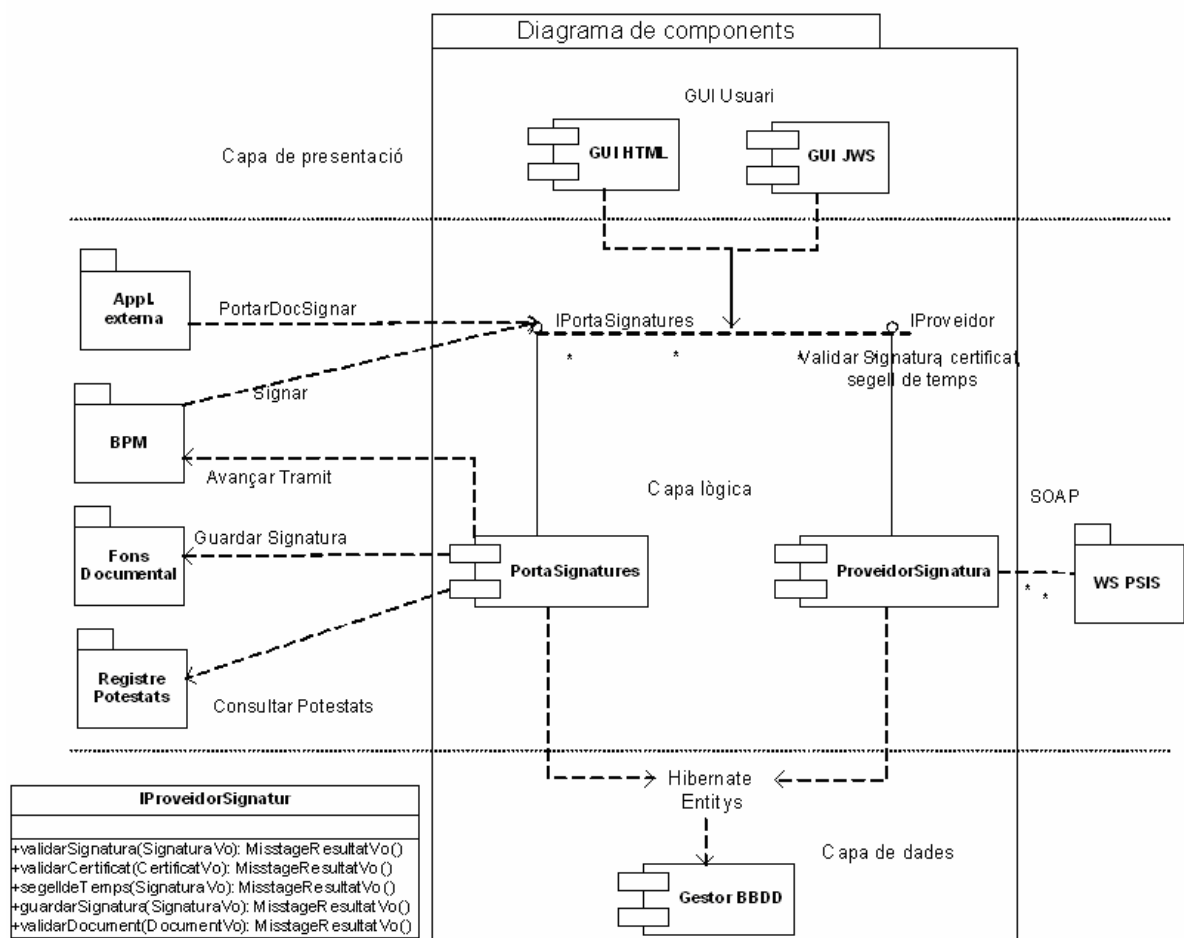 Diagrama de components
GUI Usuari
GUI HTML
GUI JWS
Capa de presentació
Appl.
externa
PortarDocSignar
IPortaSignatures
IProveidor
* * *
Validar Signatura, certificat,
segell de temps
Signar
BPM
Avançar Tramit
Capa lògica
SOAP
Fons
Documental
Guardar Signatura
PortaSignatures
ProveidorSignatura
* *
WS PSIS
Registre
Potestats
Consultar Potestats
Hibernate
Entitys
Capa de dades
Gestor BBDD
IProveidorSignatur
+validarSignatura(SignaturaVo): MisstageResultatVo()
+validarCertificat(CertificatVo): MisstageResultatVo()
+segelldeTemps(SignaturaVo): MisstageResultatVo()
+guardarSignatura(SignaturaVo): MisstageResultatVo()
+validarDocument(DocumentVo): MisstageResultatVo()